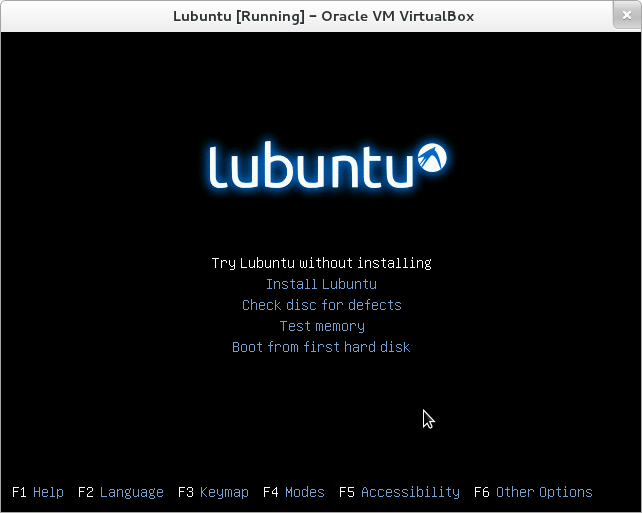 Lubuntu [Running] - Oracle VM VirtualBox
lubuntu
Try Lubuntu without installing
Install Lubuntu
Check disc for defects
Test memory
Boot from first hard disk
F1 Help F2 Language F3 Keymap F4 Modes F5 Accessibility F6 Other Options